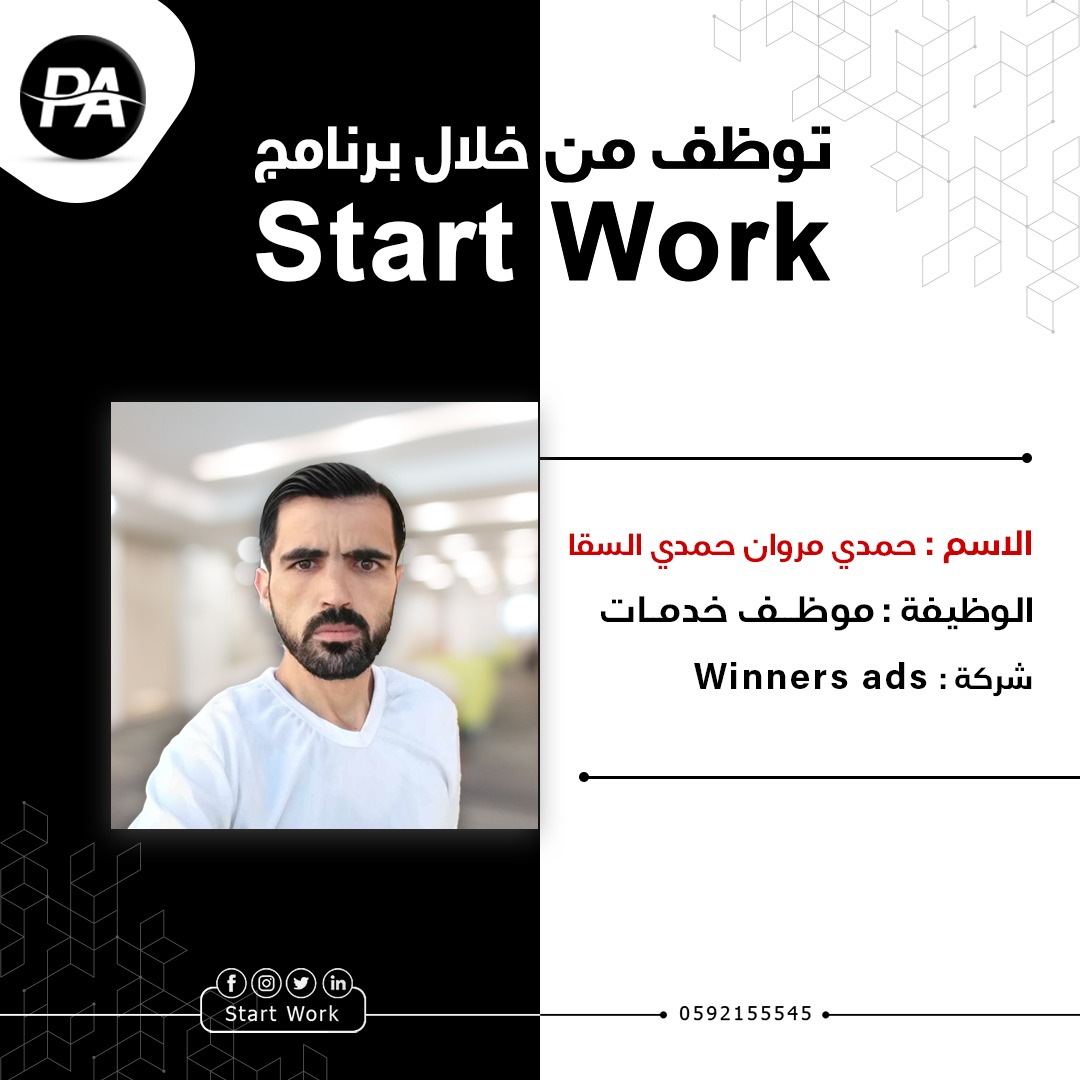 PA
توظف من خلال برنامج
Start Work
الاسم : حمدي مروان حمدي السقا
الوظيفة : موظــف خدمـات
شركة : Winners ads
Start Work
0592155545